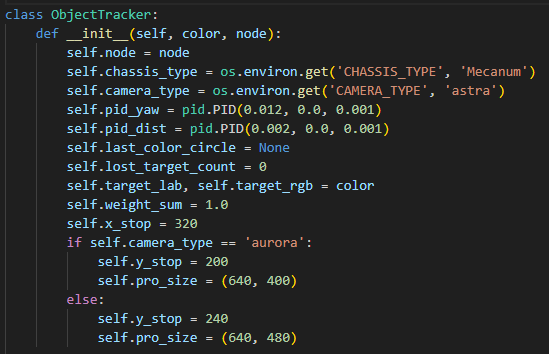 class ObjectTracker:
    def __init__(self, color, node):
        self.node = node
        self.chassis_type = os.environ.get('CHASSIS_TYPE', 'Mecanum')
        self.camera_type = os.environ.get('CAMERA_TYPE', 'astra')
        self.pid_yaw = pid.PID(0.012, 0.0, 0.001)
        self.pid_dist = pid.PID(0.002, 0.0, 0.001)
        self.last_color_circle = None
        self.lost_target_count = 0
        self.target_lab, self.target_rgb = color
        self.weight_sum = 1.0
        self.x_stop = 320
        if self.camera_type == 'aurora':
            self.y_stop = 200
            self.pro_size = (640, 400)
        else:
            self.y_stop = 240
            self.pro_size = (640, 480)